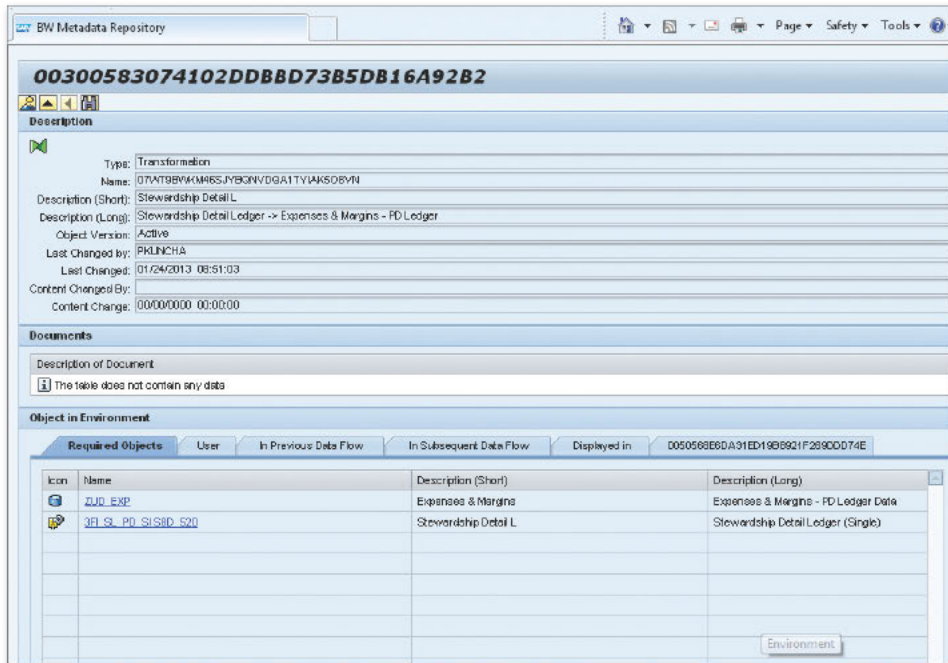 SAP BW Metadata Repository
Page Safety Tools
00300583074102DDBBD73B5DB16A92B2
Description
Type: Transformation
Name:
Description (Short): Stewardship Detail L
Description (Long): Stewardship Detail Ledger -> Expenses & Margins - PD Ledger
Object Version: Active
Last Changed by: PKUNCHA
Last Changed: 01/24/2013 08:51:03
Content Changed By:
Content Change: 00/00/0000 00:00:00
Documents
Description of Document
The table does not contain any data
Object in Environment
Required Objects User In Previous Data Flow In Subsequent Data Flow Displayed in
Icon Name Description (Short) Description (Long)
ZUD_EXP Expenses & Margins Expenses & Margins - PD Ledger Data
Stewardship Detail L Stewardship Detail Ledger (Single)
Environment